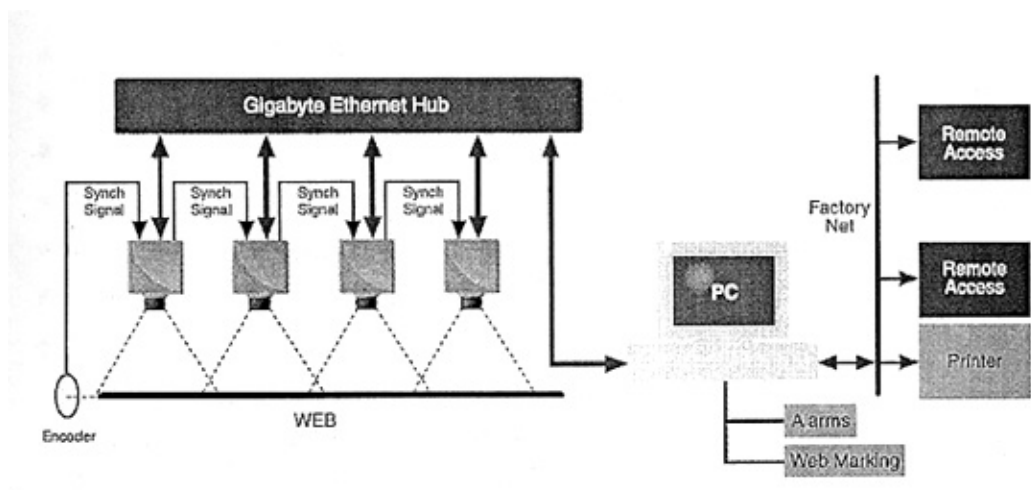 Gigabyte Ethernet Hub
Synch
Signal
Synch
Signal
Synch
Signal
Synch
Signal
Encoder
WEB
PC
Factory
Net
Remote
Access
Remote
Access
Printer
Alarms
Web Marking